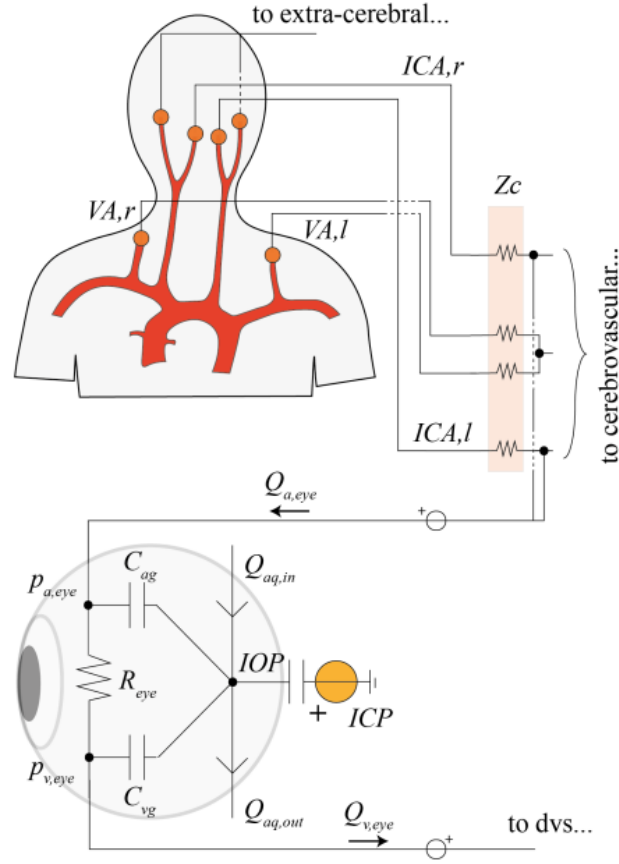 to extra-cerebral...
ICA,r
Zc
VA,r
VA,l
to cerebrovascular...
ICA,l
Q_{a,eye}
+
C_{ag}
Q_{aq,in}
p_{a,eye}
IOP
R_{eye}
+
ICP
p_{v,eye}
C_{vg}
Q_{aq,out}
Q_{v,eye}
to dvs...
+